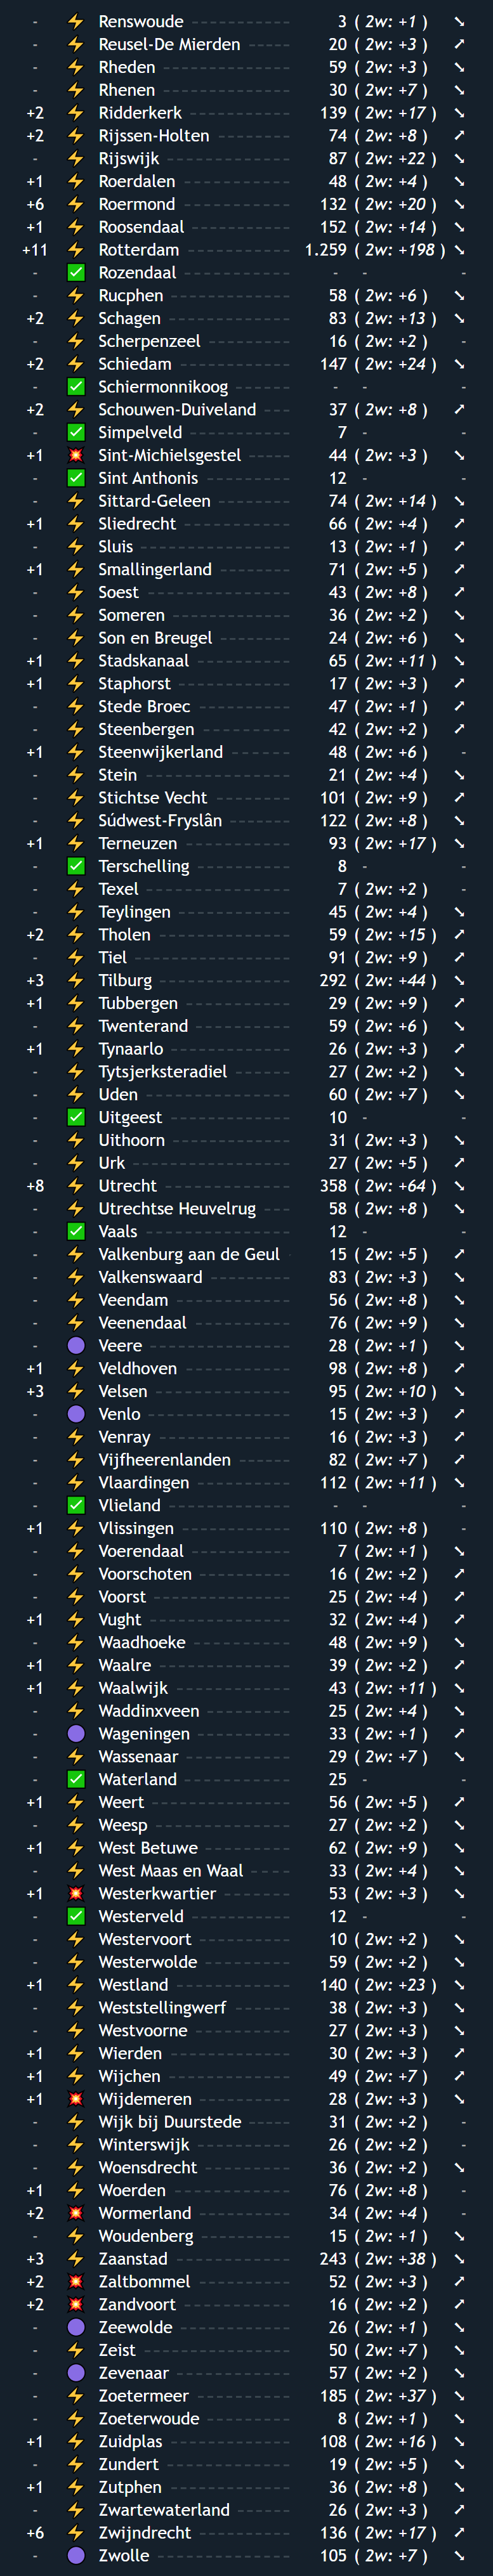 - ⚡ Renswoude 3 ( 2w: +1 ) ↘
- ⚡ Reusel-De Mierden 20 ( 2w: +3 ) ↗
- ⚡ Rheden 59 ( 2w: +3 ) ↘
- ⚡ Rhenen 30 ( 2w: +7 ) ↘
+2 ⚡ Ridderkerk 139 ( 2w: +17 ) ↘
+2 ⚡ Rijssen-Holten 74 ( 2w: +8 ) ↗
- ⚡ Rijswijk 87 ( 2w: +22 ) ↘
+1 ⚡ Roerdalen 48 ( 2w: +4 ) ↘
+6 ⚡ Roermond 132 ( 2w: +20 ) ↘
+1 ⚡ Roosendaal 152 ( 2w: +14 ) ↘
+11 ⚡ Rotterdam 1.259 ( 2w: +198 ) ↘
- ✅ Rozendaal - - -
- ⚡ Rucphen 58 ( 2w: +6 ) ↘
+2 ⚡ Schagen 83 ( 2w: +13 ) ↘
- ⚡ Scherpenzeel 16 ( 2w: +2 ) -
+2 ⚡ Schiedam 147 ( 2w: +24 ) ↘
- ✅ Schiermonnikoog - - -
+2 ⚡ Schouwen-Duiveland 37 ( 2w: +8 ) ↗
- ✅ Simpelveld 7 - -
+1 💥 Sint-Michielsgestel 44 ( 2w: +3 ) ↘
- ✅ Sint Anthonis 12 - -
- ⚡ Sittard-Geleen 74 ( 2w: +14 ) ↘
+1 ⚡ Sliedrecht 66 ( 2w: +4 ) ↗
- ⚡ Sluis 13 ( 2w: +1 ) ↗
+1 ⚡ Smallingerland 71 ( 2w: +5 ) ↗
- ⚡ Soest 43 ( 2w: +8 ) ↗
- ⚡ Someren 36 ( 2w: +2 ) ↘
- ⚡ Son en Breugel 24 ( 2w: +6 ) ↘
+1 ⚡ Stadskanaal 65 ( 2w: +11 ) ↘
+1 ⚡ Staphorst 17 ( 2w: +3 ) ↗
- ⚡ Stede Broec 47 ( 2w: +1 ) ↗
- ⚡ Steenbergen 42 ( 2w: +2 ) ↗
+1 ⚡ Steenwijkerland 48 ( 2w: +6 ) -
- ⚡ Stein 21 ( 2w: +4 ) ↘
- ⚡ Stichtse Vecht 101 ( 2w: +9 ) ↗
- ⚡ Súdwest-Fryslân 122 ( 2w: +8 ) ↘
+1 ⚡ Terneuzen 93 ( 2w: +17 ) ↘
- ✅ Terschelling 8 - -
- ⚡ Texel 7 ( 2w: +2 ) -
- ⚡ Teylingen 45 ( 2w: +4 ) ↘
+2 ⚡ Tholen 59 ( 2w: +15 ) ↗
- ⚡ Tiel 91 ( 2w: +9 ) ↗
+3 ⚡ Tilburg 292 ( 2w: +44 ) ↘
+1 ⚡ Tubbergen 29 ( 2w: +9 ) ↗
- ⚡ Twenterand 59 ( 2w: +6 ) ↘
+1 ⚡ Tynaarlo 26 ( 2w: +3 ) ↗
- ⚡ Tytsjerksteradiel 27 ( 2w: +2 ) ↘
- ⚡ Uden 60 ( 2w: +7 ) ↘
- ✅ Uitgeest 10 - -
- ⚡ Uithoorn 31 ( 2w: +3 ) ↘
- ⚡ Urk 27 ( 2w: +5 ) ↗
+8 ⚡ Utrecht 358 ( 2w: +64 ) ↘
- ⚡ Utrechtse Heuvelrug 58 ( 2w: +8 ) ↘
- ✅ Vaals 12 - -
- ⚡ Valkenburg aan de Geul 15 ( 2w: +5 ) ↗
- ⚡ Valkenswaard 83 ( 2w: +3 ) ↘
- ⚡ Veendam 56 ( 2w: +8 ) ↘
- ⚡ Veenendaal 76 ( 2w: +9 ) ↘
- 🟣 Veere 28 ( 2w: +1 ) ↘
+1 ⚡ Veldhoven 98 ( 2w: +8 ) ↗
+3 ⚡ Velsen 95 ( 2w: +10 ) ↘
- 🟣 Venlo 15 ( 2w: +3 ) ↗
- ⚡ Venray 16 ( 2w: +3 ) ↗
- ⚡ Vijfheerenlanden 82 ( 2w: +7 ) ↗
- ⚡ Vlaardingen 112 ( 2w: +11 ) ↘
- ✅ Vlieland - - -
+1 ⚡ Vlissingen 110 ( 2w: +8 ) -
- ⚡ Voerendaal 7 ( 2w: +1 ) ↘
- ⚡ Voorschoten 16 ( 2w: +2 ) ↗
- ⚡ Voorst 25 ( 2w: +4 ) ↗
+1 ⚡ Vught 32 ( 2w: +4 ) ↗
- ⚡ Waadhoeke 48 ( 2w: +9 ) ↘
+1 ⚡ Waalre 39 ( 2w: +2 ) ↗
+1 ⚡ Waalwijk 43 ( 2w: +11 ) ↘
- ⚡ Waddinxveen 25 ( 2w: +4 ) ↘
- 🟣 Wageningen 33 ( 2w: +1 ) ↗
- ⚡ Wassenaar 29 ( 2w: +7 ) ↘
- ✅ Waterland 25 - -
+1 ⚡ Weert 56 ( 2w: +5 ) ↗
- ⚡ Weesp 27 ( 2w: +2 ) ↘
+1 ⚡ West Betuwe 62 ( 2w: +9 ) ↘
- ⚡ West Maas en Waal 33 ( 2w: +4 ) ↘
+1 💥 Westerkwartier 53 ( 2w: +3 ) ↘
- ✅ Westerveld 12 - -
- ⚡ Westervoort 10 ( 2w: +2 ) ↘
- ⚡ Westerwolde 59 ( 2w: +2 ) ↘
+1 ⚡ Westland 140 ( 2w: +23 ) ↘
- ⚡ Weststellingwerf 38 ( 2w: +3 ) ↘
- ⚡ Westvoorne 27 ( 2w: +3 ) ↘
+1 ⚡ Wierden 30 ( 2w: +3 ) ↗
+1 ⚡ Wijchen 49 ( 2w: +7 ) ↗
+1 💥 Wijdemeren 28 ( 2w: +3 ) ↘
- ⚡ Wijk bij Duurstede 31 ( 2w: +2 ) -
- ⚡ Winterswijk 26 ( 2w: +2 ) -
- ⚡ Woensdrecht 36 ( 2w: +2 ) ↘
+1 ⚡ Woerden 76 ( 2w: +8 ) -
+2 💥 Wormerland 34 ( 2w: +4 ) -
- ⚡ Woudenberg 15 ( 2w: +1 ) ↘
+3 ⚡ Zaanstad 243 ( 2w: +38 ) ↘
+2 💥 Zaltbommel 52 ( 2w: +3 ) ↗
+2 💥 Zandvoort 16 ( 2w: +2 ) ↗
- 🟣 Zeewolde 26 ( 2w: +1 ) ↘
- ⚡ Zeist 50 ( 2w: +7 ) ↘
- 🟣 Zevenaar 57 ( 2w: +2 ) ↘
- ⚡ Zoetermeer 185 ( 2w: +37 ) ↘
- ⚡ Zoeterwoude 8 ( 2w: +1 ) ↘
+1 ⚡ Zuidplas 108 ( 2w: +16 ) ↘
- ⚡ Zundert 19 ( 2w: +5 ) ↘
+1 ⚡ Zutphen 36 ( 2w: +8 ) ↘
- ⚡ Zwartewaterland 26 ( 2w: +3 ) ↗
+6 ⚡ Zwijndrecht 136 ( 2w: +17 ) ↗
- 🟣 Zwolle 105 ( 2w: +7 ) ↘